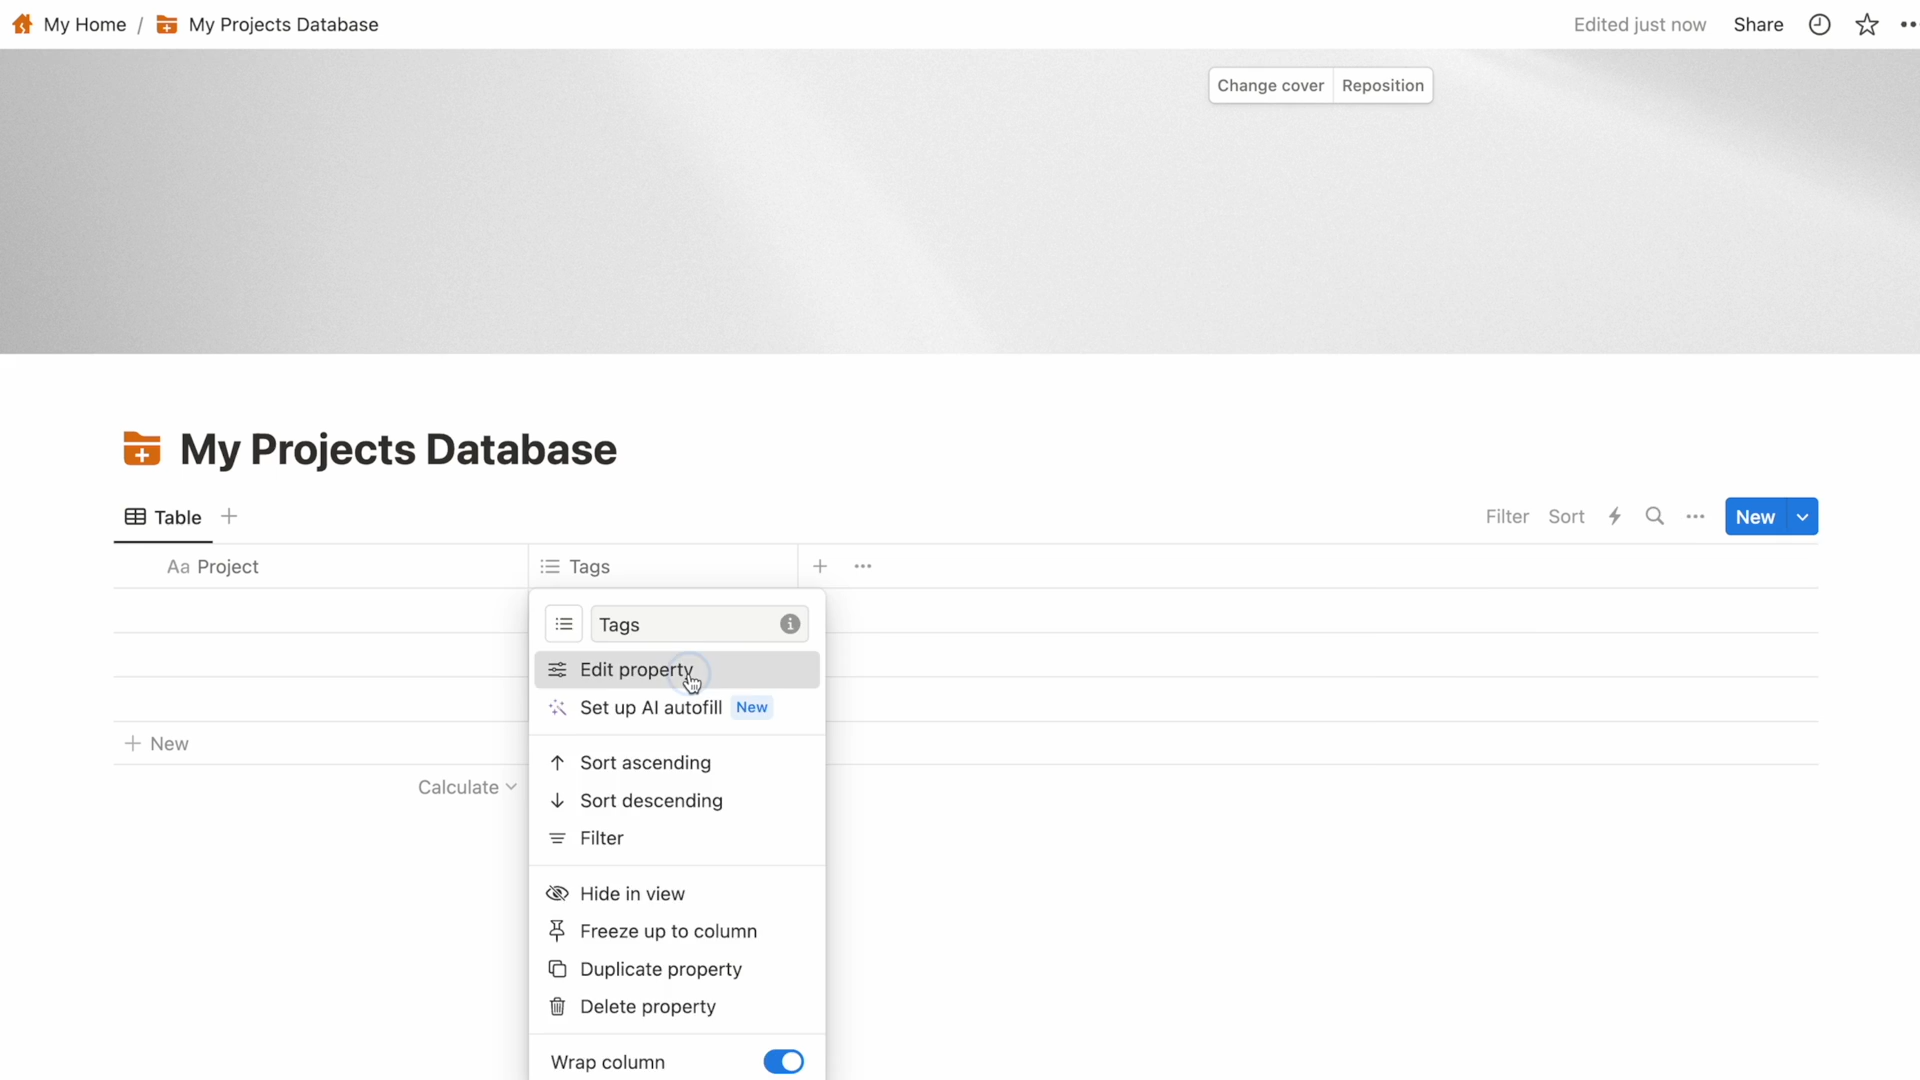 My Home / My Projects Database
Edited just now Share
Change cover Reposition
My Projects Database
Table
Filter Sort New
Aa Project Tags
Tags
Edit property
Set up AI autofill New
New
Sort ascending
Calculate
Sort descending
Filter
Hide in view
Freeze up to column
Duplicate property
Delete property
Wrap column